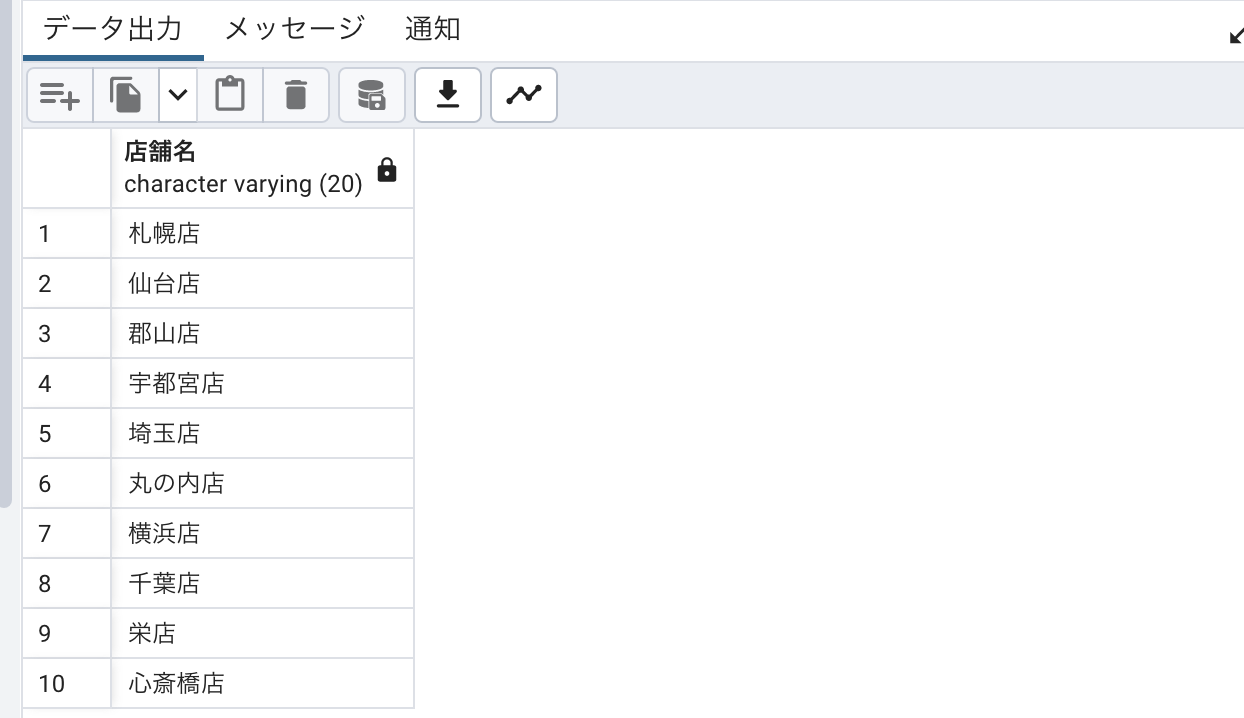 データ出力 メッセージ 通知
店舗名
character varying (20)
1 札幌店
2 仙台店
3 郡山店
4 宇都宮店
5 埼玉店
6 丸の内店
7 横浜店
8 千葉店
9 栄店
10 心斎橋店